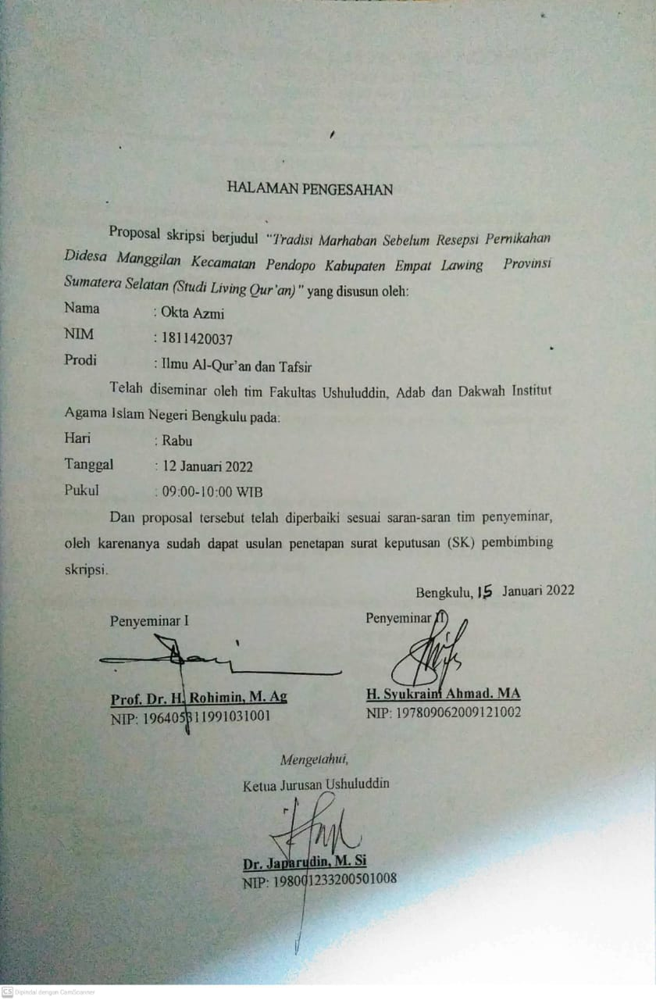 HALAMAN PENGESAHAN
Proposal skripsi berjudul "Tradisi Marhaban Sebelum Resepsi Pernikahan
Didesa Manggilan Kecamatan Pendopo Kabupaten Empat Lawing Provinsi
Sumatera Selatan (Studi Living Qur'an)" yang disusun oleh:
Nama : Okta Azmi
NIM : 1811420037
Prodi : Ilmu Al-Qur'an dan Tafsir
Telah diseminar oleh tim Fakultas Ushuluddin, Adab dan Dakwah Institut
Agama Islam Negeri Bengkulu pada:
Hari : Rabu
Tanggal : 12 Januari 2022
Pukul : 09:00-10:00 WIB
Dan proposal tersebut telah diperbaiki sesuai saran-saran tim penyeminar,
oleh karenanya sudah dapat usulan penetapan surat keputusan (SK) pembimbing
skripsi.
Bengkulu, 15 Januari 2022
Penyeminar I Penyeminar II
Prof. Dr. H. Rohimin, M. Ag H. Syukraini Ahmad. MA
NIP: 196405311991031001 NIP: 197809062009121002
Mengetahui,
Ketua Jurusan Ushuluddin
Dr. Japarudin, M. Si
NIP: 198001233200501008
CS Dipindai dengan CamScanner